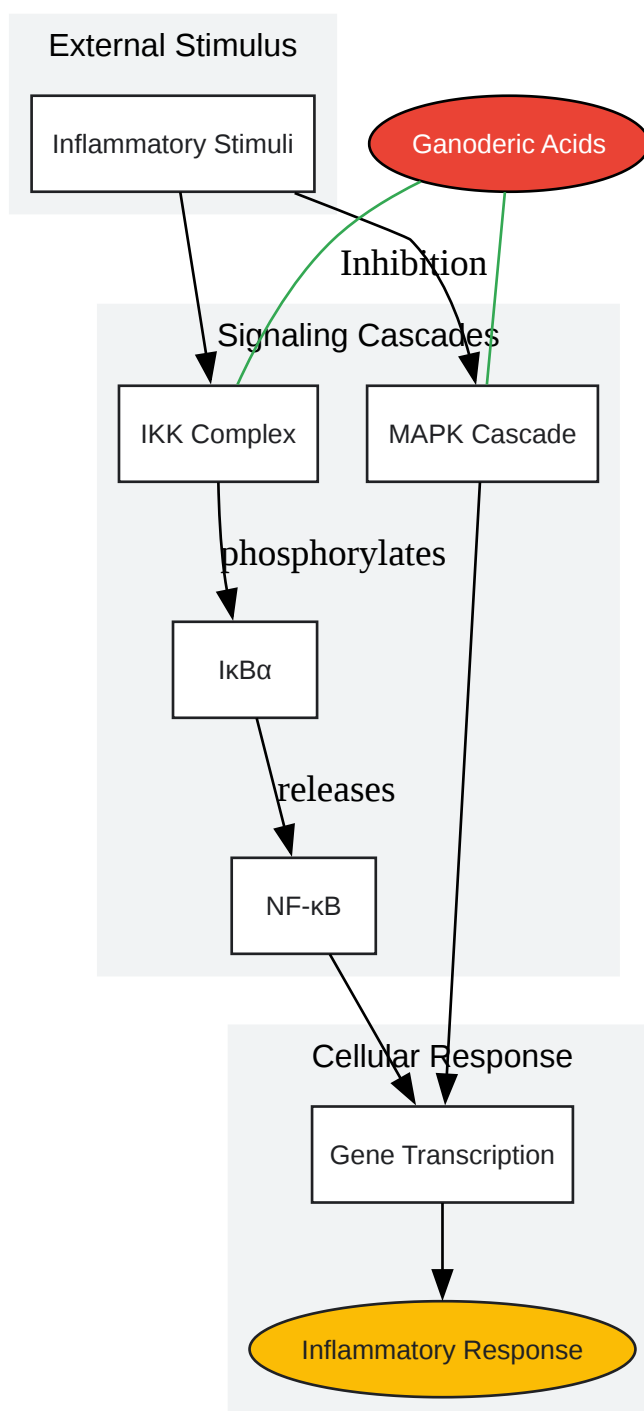 External Stimulus
Inflammatory Stimuli
Ganoderic Acids
Inhibition
Signaling Cascades
IKK Complex
MAPK Cascade
phosphorylates
IκBα
releases
NF-κB
Cellular Response
Gene Transcription
Inflammatory Response